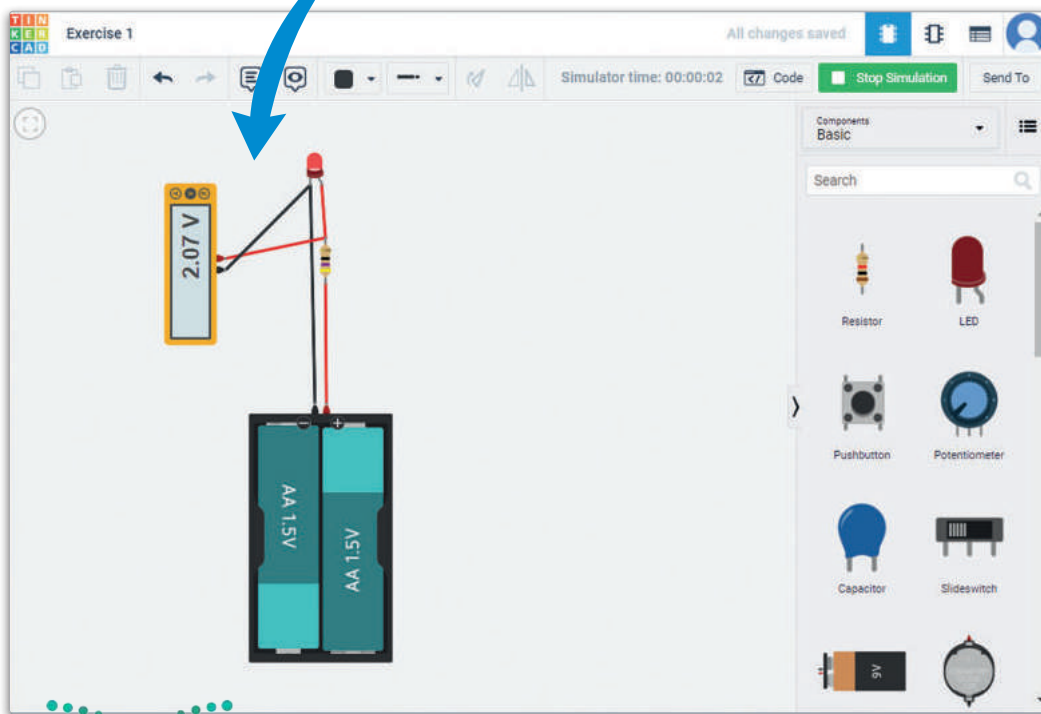 TIN
KER
CAD
Exercise 1
All changes saved
Simulator time: 00:00:02
Code
Stop Simulation
Send To
Components
Basic
Search
2.07 V
Resistor
LED
Pushbutton
Potentiometer
Capacitor
Slideswitch
AA 1.5V
AA 1.5V
9V